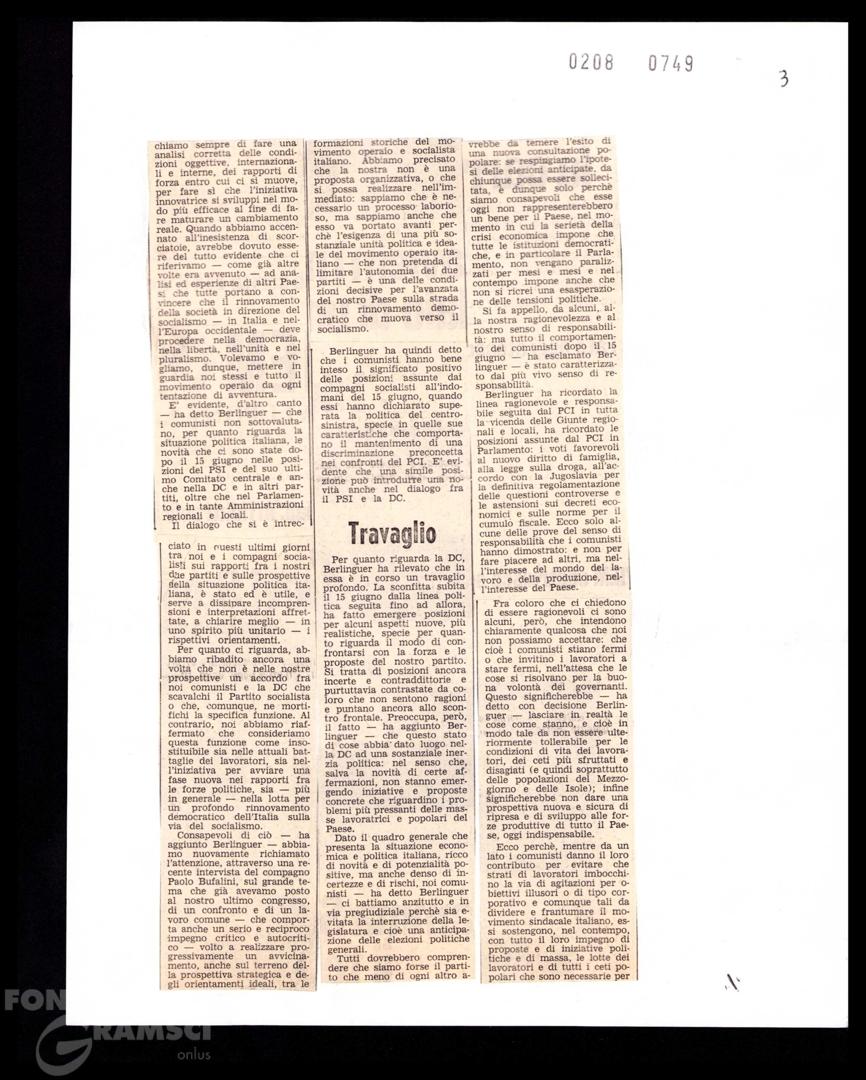 0208 0749
3
chiamo sempre di fare una
analisi corretta delle condi-
zioni oggettive, internaziona-
li e interne, dei rapporti di
forza entro cui ci si muove,
per fare sì che l'iniziativa
innovatrice si sviluppi nel mo-
do più efficace al fine di fa-
re maturare un cambiamento
reale. Quando abbiamo accen-
nato all'inesistenza di scor-
ciatoie, avrebbe dovuto esse-
re del tutto evidente che ci
riferivamo — come già altre
volte era avvenuto — ad ana-
lisi ed esperienze di altri Pae-
si che tutte portano a con-
vincere che il rinnovamento
della società in direzione del
socialismo — in Italia e nel-
l'Europa occidentale — deve
procedere nella democrazia,
nella libertà, nell'unità e nel
pluralismo. Volevamo e vo-
gliamo, dunque, mettere in
guardia noi stessi e tutto il
movimento operaio da ogni
tentazione di avventura.
E' evidente, d'altro canto
— ha detto Berlinguer — che
i comunisti non sottovaluta-
no, per quanto riguarda la
situazione politica italiana, le
novità che ci sono state do-
po il 15 giugno nelle posi-
zioni del PSI e del suo ulti-
mo Comitato centrale e an-
che nella DC e in altri par-
titi, oltre che nel Parlamen-
to e in tante Amministrazioni
regionali e locali.
Il dialogo che si è intrec-
ciato in questi ultimi giorni
tra noi e i compagni socia-
listi sui rapporti fra i nostri
due partiti e sulle prospettive
della situazione politica ita-
liana, è stato ed è utile, e
serve a dissipare incompren-
sioni e interpretazioni affret-
tate, a chiarire meglio — in
uno spirito più unitario — i
rispettivi orientamenti.
Per quanto ci riguarda, ab-
biamo ribadito ancora una
volta che non è nelle nostre
prospettive un accordo fra
noi comunisti e la DC che
scavalchi il Partito socialista
o che, comunque, ne morti-
fichi la specifica funzione. Al
contrario, noi abbiamo riaf-
fermato che consideriamo
questa funzione come inso-
stituibile sia nelle attuali bat-
taglie dei lavoratori, sia nel-
l'iniziativa per avviare una
fase nuova nei rapporti fra
le forze politiche, sia — più
in generale — nella lotta per
un profondo rinnovamento
democratico dell'Italia sulla
via del socialismo.
Consapevoli di ciò — ha
aggiunto Berlinguer — abbia-
mo nuovamente richiamato
l'attenzione, attraverso una re-
cente intervista del compagno
Paolo Bufalini, sul grande te-
ma che già avevamo posto
al nostro ultimo congresso,
di un confronto e di un la-
voro comune — che compor-
ta anche un serio e reciproco
impegno critico e autocriti-
co — volto a realizzare pro-
gressivamente un avvicina-
mento, anche sul terreno del-
la prospettiva strategica e de-
gli orientamenti ideali, tra le
formazioni storiche del mo-
vimento operaio e socialista
italiano. Abbiamo precisato
che la nostra non è una
proposta organizzativa, o che
si possa realizzare nell'im-
mediato: sappiamo che è ne-
cessario un processo laborio-
so, ma sappiamo anche che
esso va portato avanti per-
chè l'esigenza di una più so-
stanziale unità politica e idea-
le del movimento operaio ita-
liano — che non pretenda di
limitare l'autonomia dei due
partiti — è una delle condi-
zioni decisive per l'avanzata
del nostro Paese sulla strada
di un rinnovamento demo-
cratico che muova verso il
socialismo.
Berlinguer ha quindi detto
che i comunisti hanno bene
inteso il significato positivo
delle posizioni assunte dai
compagni socialisti all'indo-
mani del 15 giugno, quando
essi hanno dichiarato supe-
rata la politica del centro-
sinistra, specie in quelle sue
caratteristiche che comporta-
no il mantenimento di una
discriminazione preconcetta
nei confronti del PCI. E' evi-
dente che una simile posi-
zione può introdurre una no-
vità anche nel dialogo fra
il PSI e la DC.
Travaglio
Per quanto riguarda la DC,
Berlinguer ha rilevato che in
essa è in corso un travaglio
profondo. La sconfitta subita
il 15 giugno dalla linea poli-
tica seguita fino ad allora,
ha fatto emergere posizioni
per alcuni aspetti nuove, più
realistiche, specie per quan-
to riguarda il modo di con-
frontarsi con la forza e le
proposte del nostro partito.
Si tratta di posizioni ancora
incerte e contraddittorie e
purtuttavia contrastate da co-
loro che non sentono ragioni
e puntano ancora allo scon-
tro frontale. Preoccupa, però,
il fatto — ha aggiunto Ber-
linguer — che questo stato
di cose abbia dato luogo nel-
la DC ad una sostanziale iner-
zia politica: nel senso che,
salva la novità di certe af-
fermazioni, non stanno emer-
gendo iniziative e proposte
concrete che riguardino i pro-
blemi più pressanti delle mas-
se lavoratrici e popolari del
Paese.
Dato il quadro generale che
presenta la situazione econo-
mica e politica italiana, ricco
di novità e di potenzialità po-
sitive, ma anche denso di in-
certezze e di rischi, noi comu-
nisti — ha detto Berlinguer
— ci battiamo anzitutto e in
via pregiudiziale perchè sia e-
vitata la interruzione della le-
gislatura e cioè una anticipa-
zione delle elezioni politiche
generali.
Tutti dovrebbero compren-
dere che siamo forse il parti-
to che meno di ogni altro a-
vrebbe da temere l'esito di
una nuova consultazione po-
polare: se respingiamo l'ipote-
si delle elezioni anticipate, da
chiunque possa essere solleci-
tata, è dunque solo perchè
siamo consapevoli che esse
oggi non rappresenterebbero
un bene per il Paese, nel mo-
mento in cui la serietà della
crisi economica impone che
tutte le istituzioni democrati-
che, e in particolare il Parla-
mento, non vengano paraliz-
zati per mesi e mesi e nel
contempo impone anche che
non si ricrei una esasperazio-
ne delle tensioni politiche.
Si fa appello, da alcuni, al-
la nostra ragionevolezza e al
nostro senso di responsabili-
tà: ma tutto il comportamen-
to dei comunisti dopo il 15
giugno — ha esclamato Ber-
linguer — è stato caratterizza-
to dal più vivo senso di re-
sponsabilità.
Berlinguer ha ricordato la
linea ragionevole e responsa-
bile seguita dal PCI in tutta
la vicenda delle Giunte regio-
nali e locali, ha ricordato le
posizioni assunte dal PCI in
Parlamento: i voti favorevoli
al nuovo diritto di famiglia,
alla legge sulla droga, all'ac-
cordo con la Jugoslavia per
la definitiva regolamentazione
delle questioni controverse e
le astensioni sui decreti eco-
nomici e sulle norme per il
cumulo fiscale. Ecco solo al-
cune delle prove del senso di
responsabilità che i comunisti
hanno dimostrato: e non per
fare piacere ad altri, ma nel-
l'interesse del mondo del la-
voro e della produzione, nel-
l'interesse del Paese.
Fra coloro che ci chiedono
di essere ragionevoli ci sono
alcuni, però, che intendono
chiaramente qualcosa che noi
non possiamo accettare: che
cioè i comunisti stiano fermi
o che invitino i lavoratori a
stare fermi, nell'attesa che le
cose si risolvano per la buo-
na volontà dei governanti.
Questo significherebbe — ha
detto con decisione Berlin-
guer — lasciare in realtà le
cose come stanno, e cioè in
modo tale da non essere ulte-
riormente tollerabile per le
condizioni di vita dei lavora-
tori, dei ceti più sfruttati e
disagiati (e quindi soprattutto
delle popolazioni del Mezzo-
giorno e delle Isole); infine
significherebbe non dare una
prospettiva nuova e sicura di
ripresa e di sviluppo alle for-
ze produttive di tutto il Pae-
se, oggi indispensabile.
Ecco perchè, mentre da un
lato i comunisti danno il loro
contributo per evitare che
strati di lavoratori imbocchi-
no la via di agitazioni per o-
biettivi illusori o di tipo cor-
porativo e comunque tali da
dividere e frantumare il mo-
vimento sindacale italiano, es-
si sostengono, nel contempo,
con tutto il loro impegno di
proposte e di iniziative poli-
tiche e di massa, le lotte dei
lavoratori e di tutti i ceti po-
polari che sono necessarie per
FON
GRAMSCI
onlus